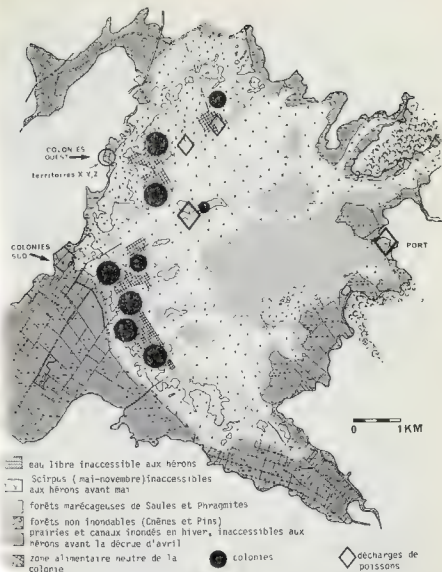 COLONIES
OUEST
territoires X,Y,Z
COLONIES
SUD
PORT
0 1KM
eau libre inaccessible aux hérons
Scirpus ( mai-novembre) inaccessibles
aux hérons avant mai
forêts marécageuses de Saules et Phragmites
forêts non inondables (Chênes et Pins)
prairies et canaux inondés en hiver, inaccessibles aux
hérons avant la décrue d'avril
zone alimentaire neutre de la
colonie
colonies
décharges de
poissons